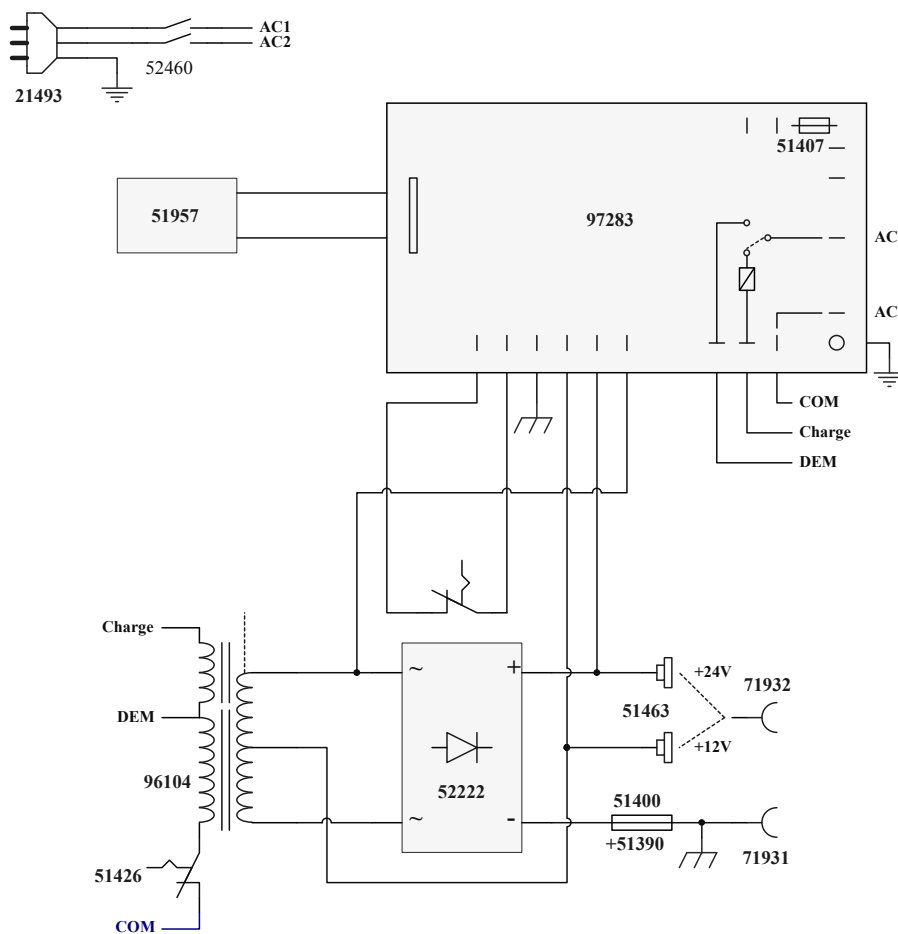 AC1
AC2
52460
21493
51407
51957
97283
AC
AC
COM
Charge
DEM
Charge
~
+
+24V
71932
51463
DEM
+12V
96104
52222
51400
~
-
+51390
71931
51426
COM